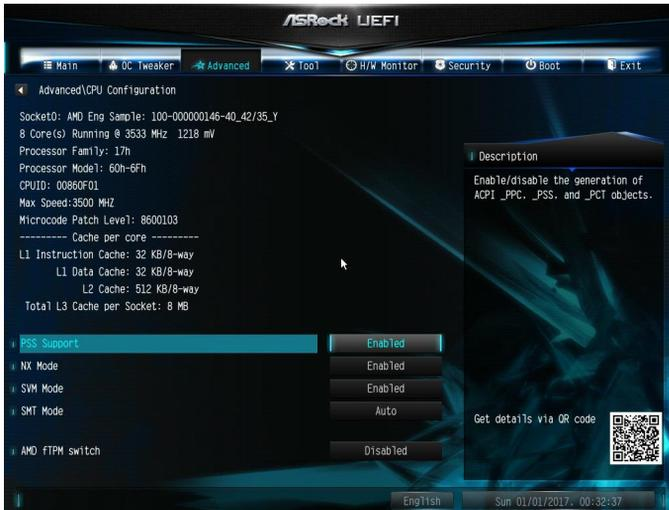 ASRock UEFI
Main OC Tweaker Advanced Tool H/W Monitor Security Boot Exit
Advanced\CPU Configuration
Socket0: AMD Eng Sample: 100-000000146-40_42/35_Y
8 Core(s) Running @ 3533 MHz 1218 mV
Processor Family: 17h
Processor Model: 60h-6Fh
CPUID: 00860F01
Max Speed:3500 MHZ
Microcode Patch Level: 8600103
--------- Cache per core ---------
L1 Instruction Cache: 32 KB/8-way
L1 Data Cache: 32 KB/8-way
L2 Cache: 512 KB/8-way
Total L3 Cache per Socket: 8 MB
PSS Support Enabled
NX Mode Enabled
SVM Mode Enabled
SMT Mode Auto
AMD fTPM switch Disabled
Description
Enable/disable the generation of
ACPI _PPC. _PSS. and _PCT objects.
Get details via QR code
English Sun 01/01/2017. 00:32:37